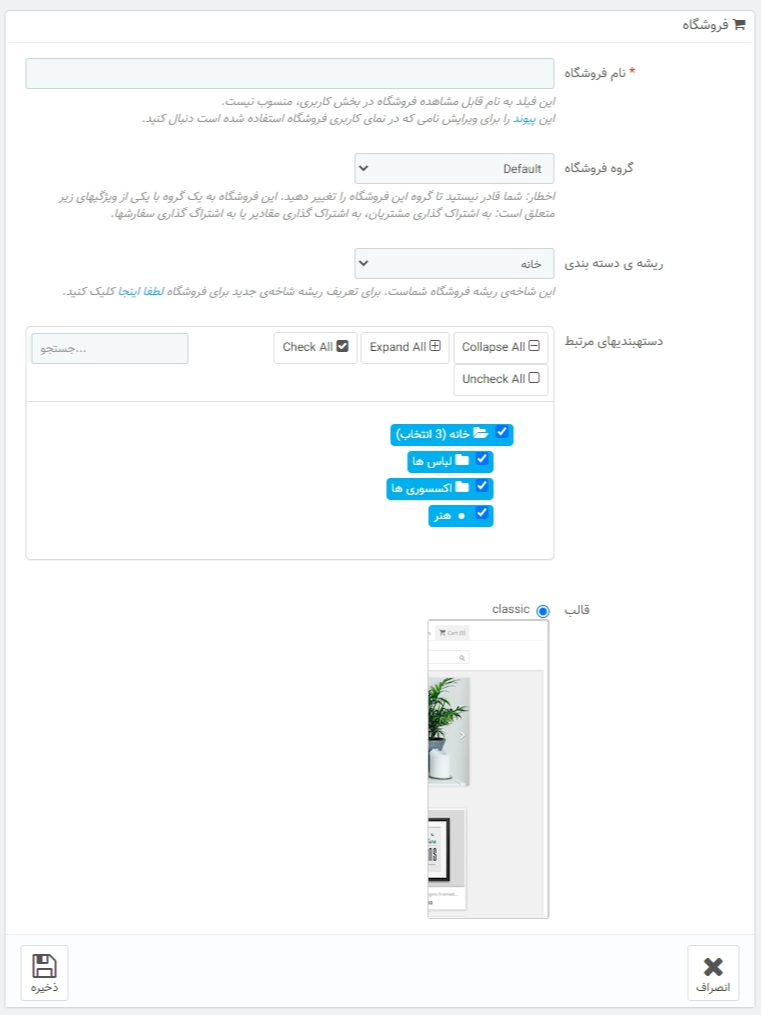 فروشگاه
* نام فروشگاه
این فیلد به نام قابل مشاهده فروشگاه در بخش کاربری، منسوب نیست.
این پیوند را برای ویرایش نامی که در نمای کاربری فروشگاه استفاده شده است دنبال کنید.
گروه فروشگاه
Default
اخطار: شما قادر نیستید تا گروه این فروشگاه را تغییر دهید. این فروشگاه به یک گروه با یکی از ویژگیهای زیر
متعلق است: به اشتراک گذاری مشتریان، به اشتراک گذاری مقادیر یا به اشتراگ گذاری سفارشها.
ریشه ی دسته بندی
خانه
این شاخه‌ی ریشه فروشگاه شماست. برای تعریف ریشه شاخه‌ی جدید برای فروشگاه لطفا اینجا کلیک کنید.
دستهبندیهای مرتبط
Collapse All
Expand All
Check All
جستجو...
Uncheck All
خانه (3 انتخاب)
لباس ها
اکسسوری ها
هنر
قالب
classic
Cart (0)
انصراف
ذخیره